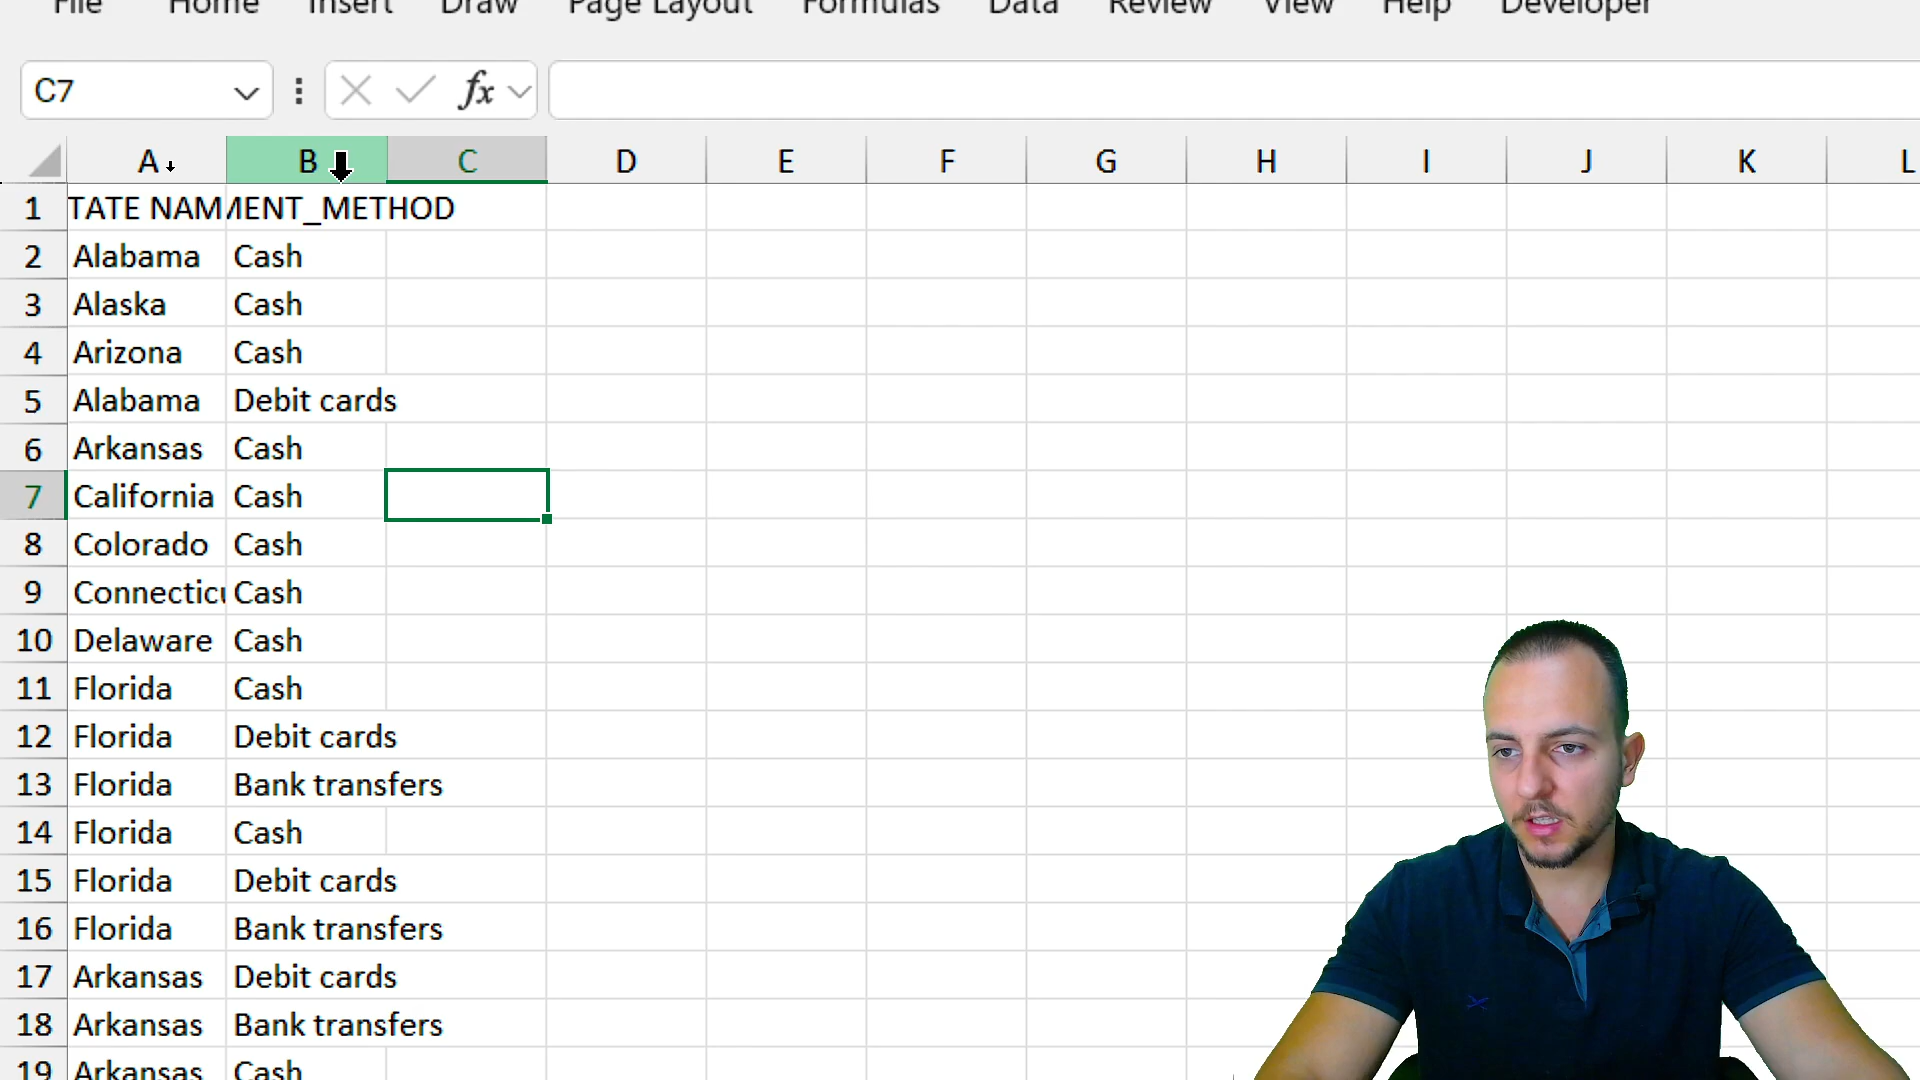 File Home Insert Draw Page Layout Formulas Data Review View Help Developer
C7 fx
A B C D E F G H I J K L
1 TATE NAM MENT_METHOD
2 Alabama Cash
3 Alaska Cash
4 Arizona Cash
5 Alabama Debit cards
6 Arkansas Cash
7 California Cash
8 Colorado Cash
9 Connecticu Cash
10 Delaware Cash
11 Florida Cash
12 Florida Debit cards
13 Florida Bank transfers
14 Florida Cash
15 Florida Debit cards
16 Florida Bank transfers
17 Arkansas Debit cards
18 Arkansas Bank transfers
19 Arkansas Cash